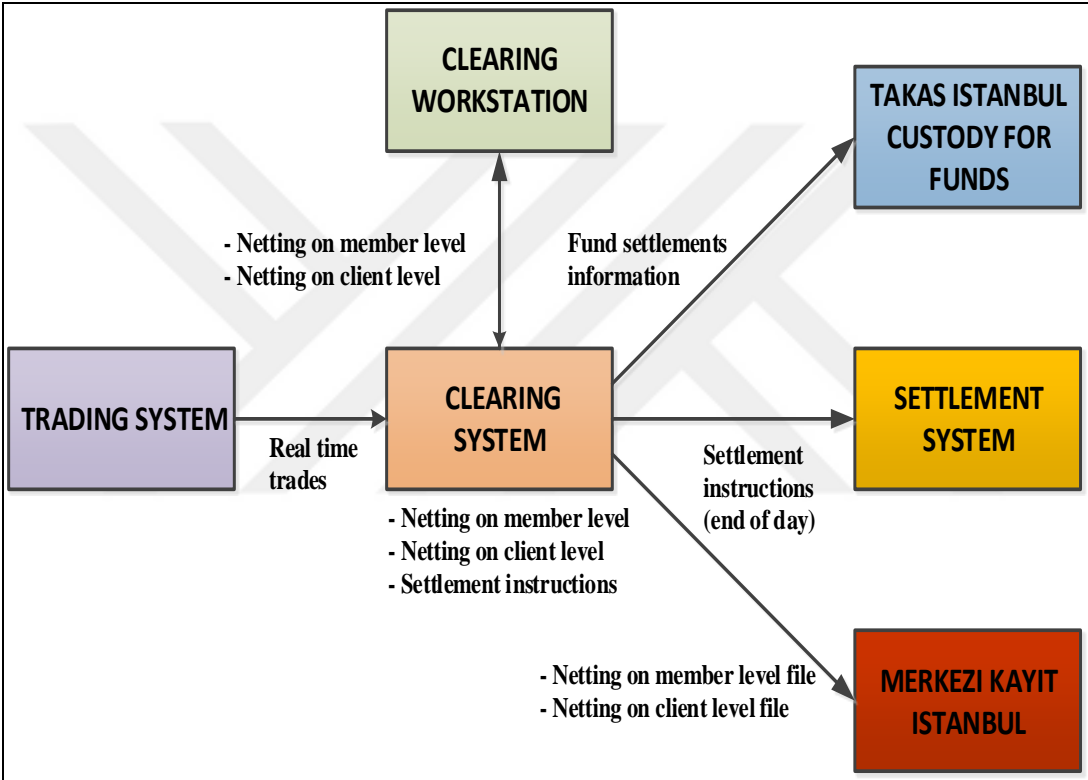 CLEARING
WORKSTATION
TAKAS ISTANBUL
CUSTODY FOR
FUNDS
- Netting on member level
- Netting on client level
Fund settlements
information
TRADING SYSTEM
Real time
trades
CLEARING
SYSTEM
- Netting on member level
- Netting on client level
- Settlement instructions
SETTLEMENT
SYSTEM
Settlement
instructions
(end of day)
- Netting on member level file
- Netting on client level file
MERKEZI KAYIT
ISTANBUL